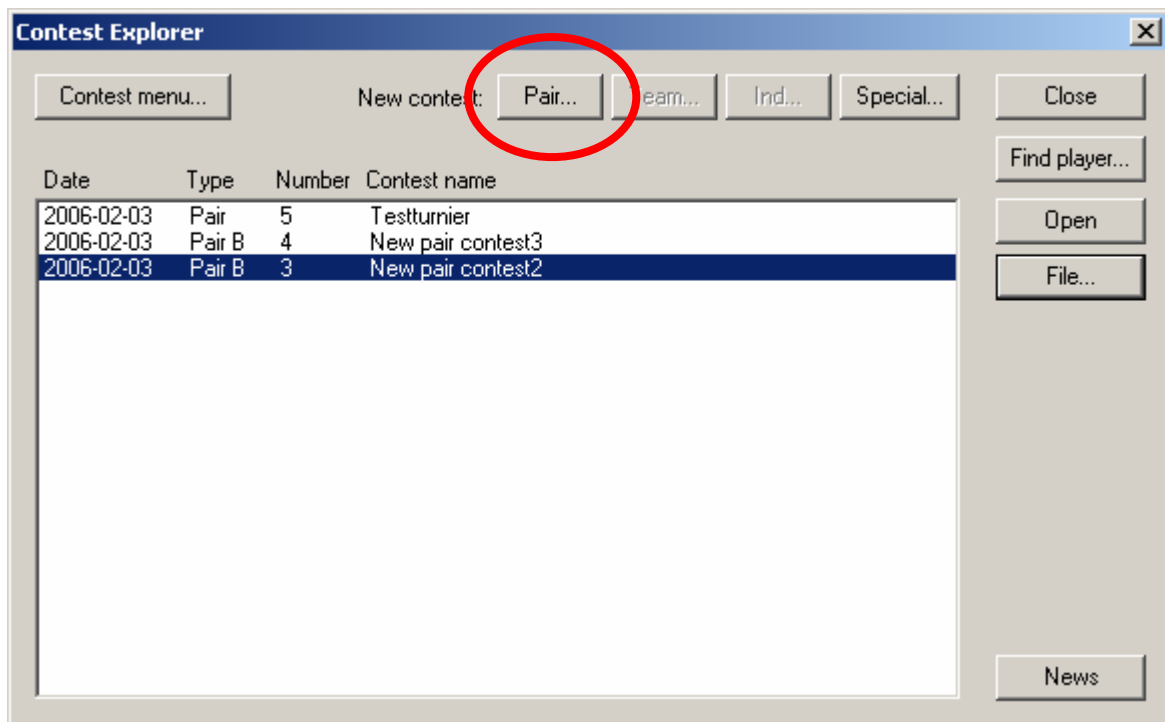 Contest Explorer
Contest menu... New contest: Pair... Team... Ind... Special... Close
Find player...
Date Type Number Contest name
2006-02-03 Pair 5 Testturnier
2006-02-03 Pair B 4 New pair contest3
2006-02-03 Pair B 3 New pair contest2
Open
File...
News